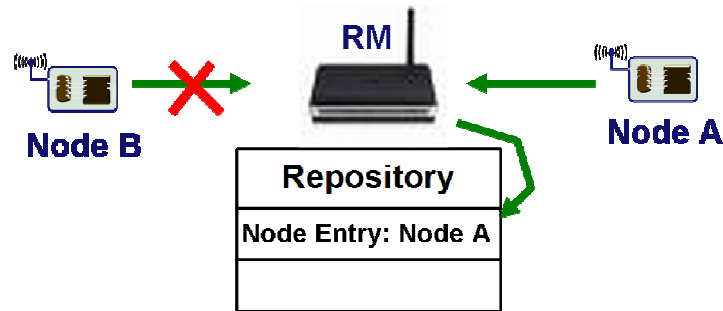 RM
Node B
Node A
Repository
Node Entry: Node A